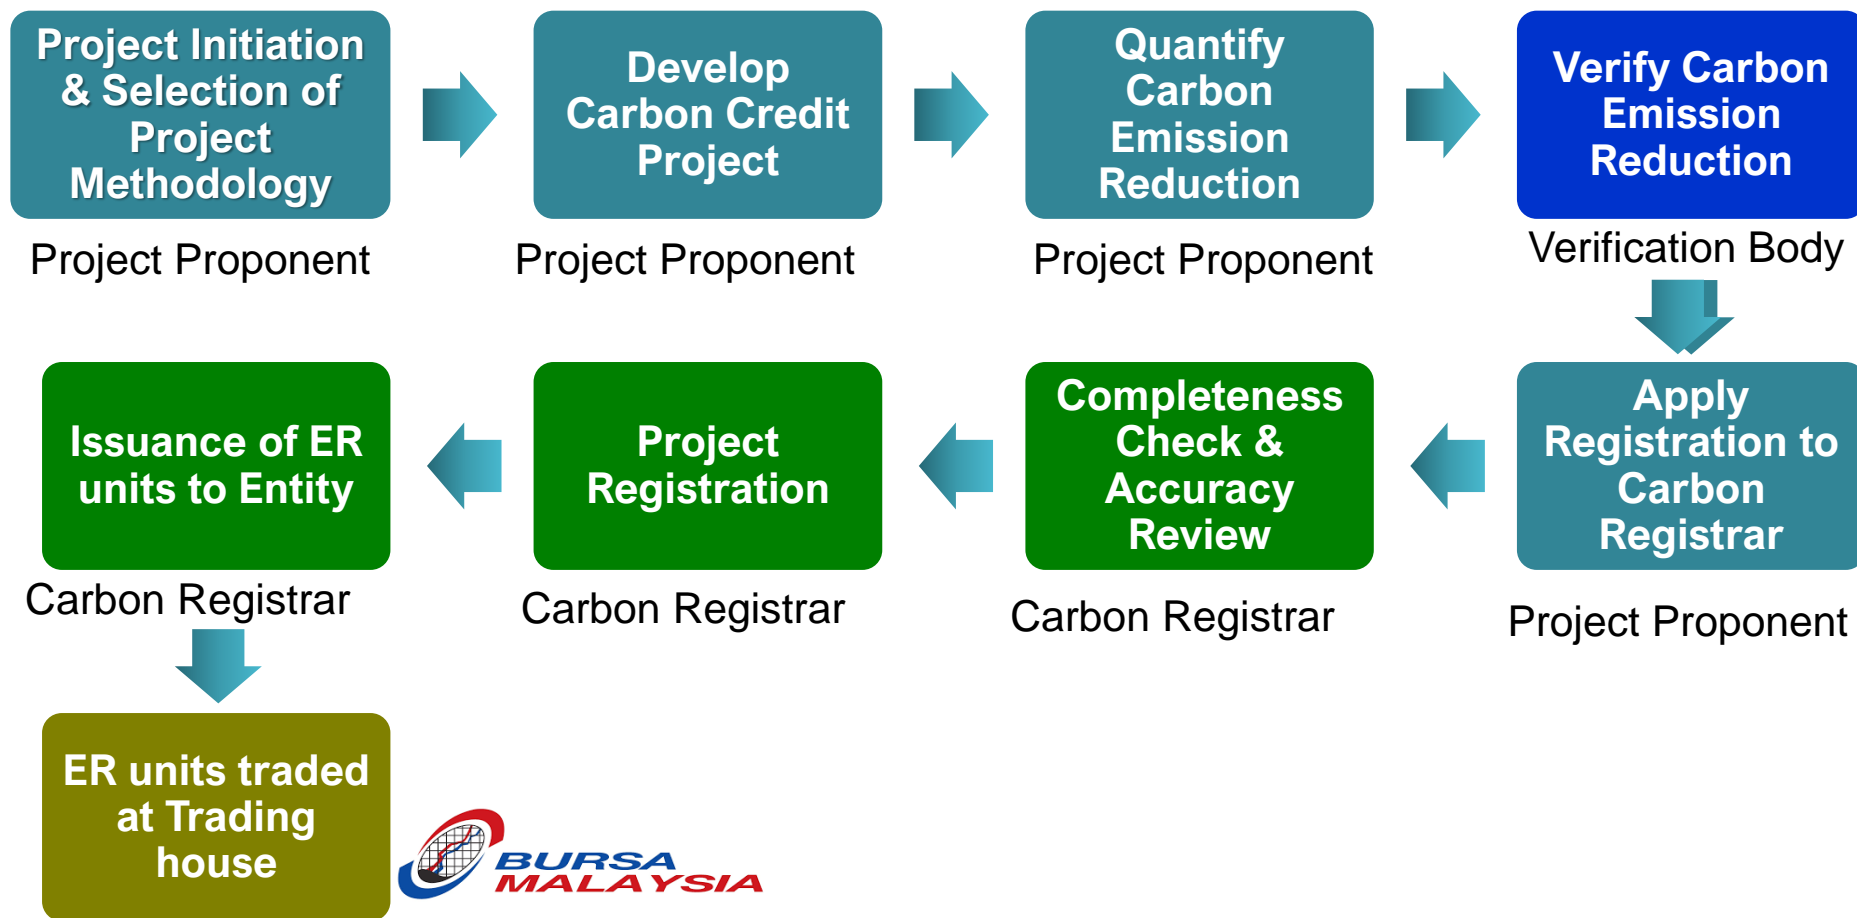 Project Initiation
& Selection of
Project
Methodology
Project Proponent
Develop
Carbon Credit
Project
Project Proponent
Quantify
Carbon
Emission
Reduction
Project Proponent
Verify Carbon
Emission
Reduction
Verification Body
Apply
Registration to
Carbon
Registrar
Project Proponent
Completeness
Check &
Accuracy
Review
Carbon Registrar
Project
Registration
Carbon Registrar
Issuance of ER
units to Entity
Carbon Registrar
ER units traded
at Trading
house
BURSA
MALAYSIA